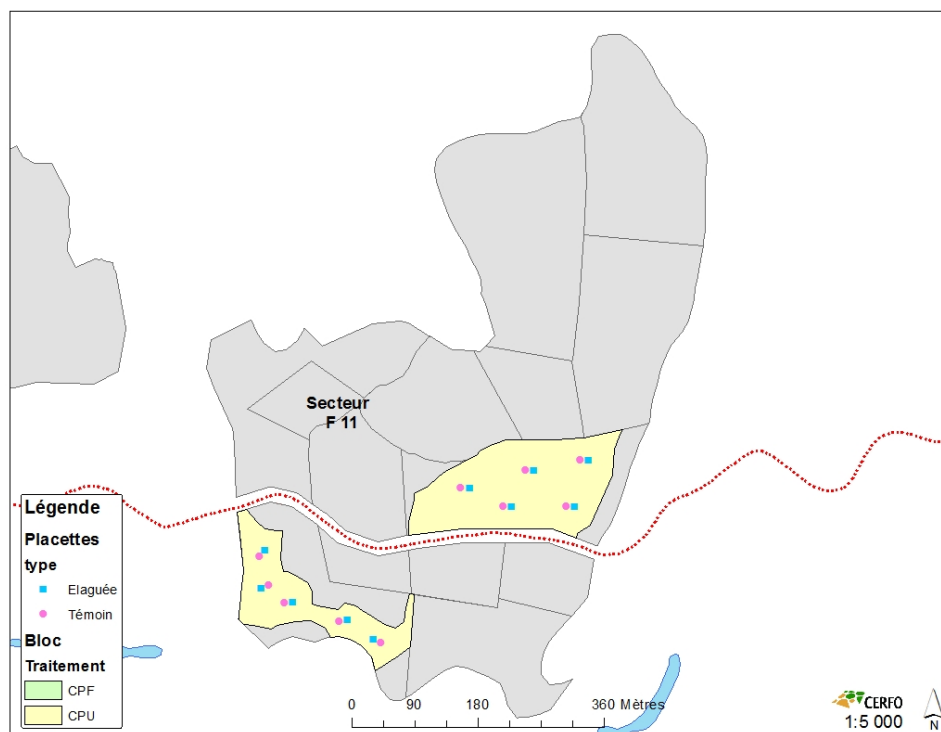 Secteur
F 11
Légende
Placettes
type
Elaguée
Témoin
Bloc
Traitement
CPF
CPU
0 90 180 360 Mètres
CERFO
1:5 000
N